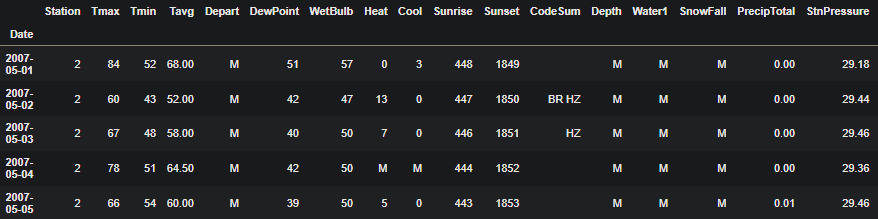 Station Tmax Tmin Tavg Depart DewPoint WetBulb Heat Cool Sunrise Sunset CodeSum Depth Water1 SnowFall PrecipTotal StnPressure
Date
2007-05-01 2 84 52 68.00 M 51 57 0 3 448 1849 M M M 0.00 29.18
2007-05-02 2 60 43 52.00 M 42 47 13 0 447 1850 BR HZ M M M 0.00 29.44
2007-05-03 2 67 48 58.00 M 40 50 7 0 446 1851 HZ M M M 0.00 29.46
2007-05-04 2 78 51 64.50 M 42 50 M M 444 1852 M M M 0.00 29.36
2007-05-05 2 66 54 60.00 M 39 50 5 0 443 1853 M M M 0.01 29.46